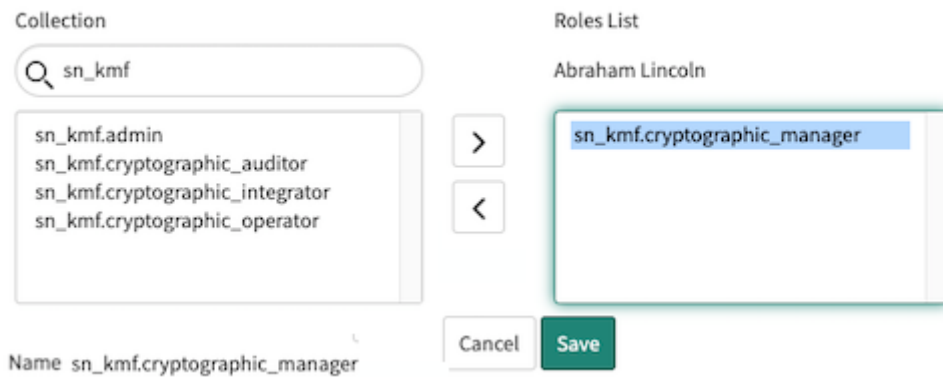 Collection
sn_kmf
sn_kmf.admin
sn_kmf.cryptographic_auditor
sn_kmf.cryptographic_integrator
sn_kmf.cryptographic_operator
Roles List
Abraham Lincoln
sn_kmf.cryptographic_manager
Cancel
Save
Name sn_kmf.cryptographic_manager